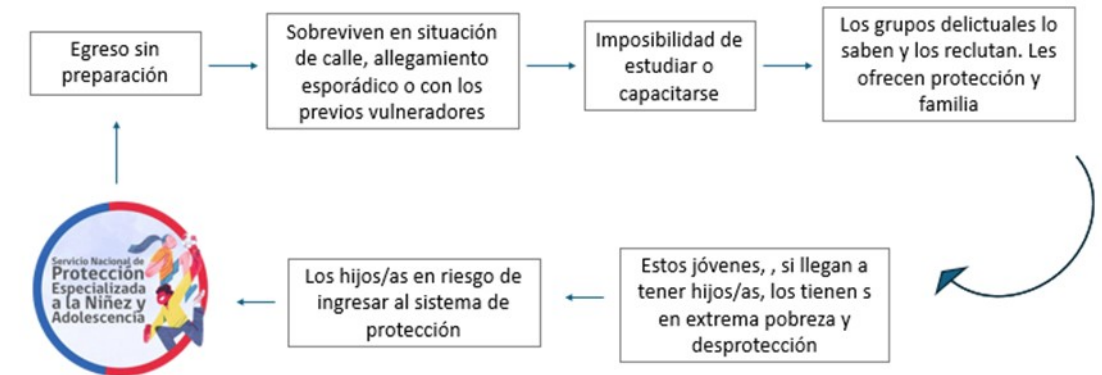 Egreso sin
preparación
Sobreviven en situación
de calle, allegamiento
esporádico o con los
previos vulneradores
Imposibilidad de
estudiar o
capacitarse
Los grupos delictuales lo
saben y los reclutan. Les
ofrecen protección y
familia
Estos jóvenes, , si llegan a
tener hijos/as, los tienen s
en extrema pobreza y
desprotección
Los hijos/as en riesgo de
ingresar al sistema de
protección
Servicio Nacional de
Protección
Especializada
a la Niñez y
Adolescencia